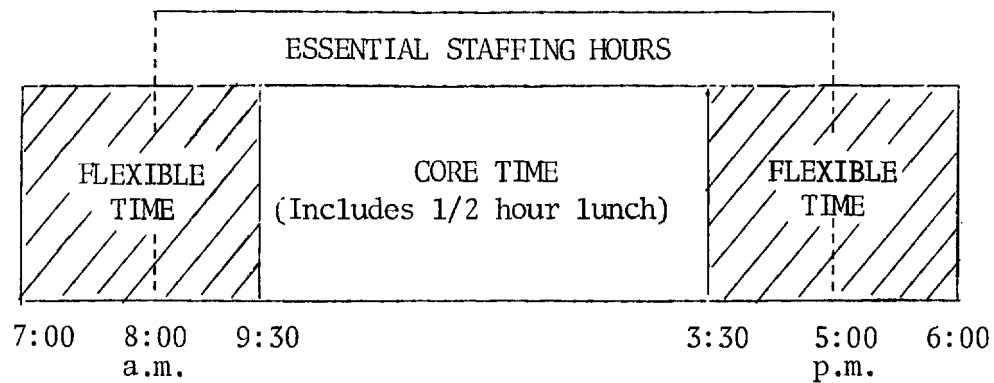 ESSENTIAL STAFFING HOURS
FLEXIBLE
TIME
CORE TIME
(Includes 1/2 hour lunch)
FLEXIBLE
TIME
7:00 8:00 9:30 3:30 5:00 6:00
a.m. p.m.